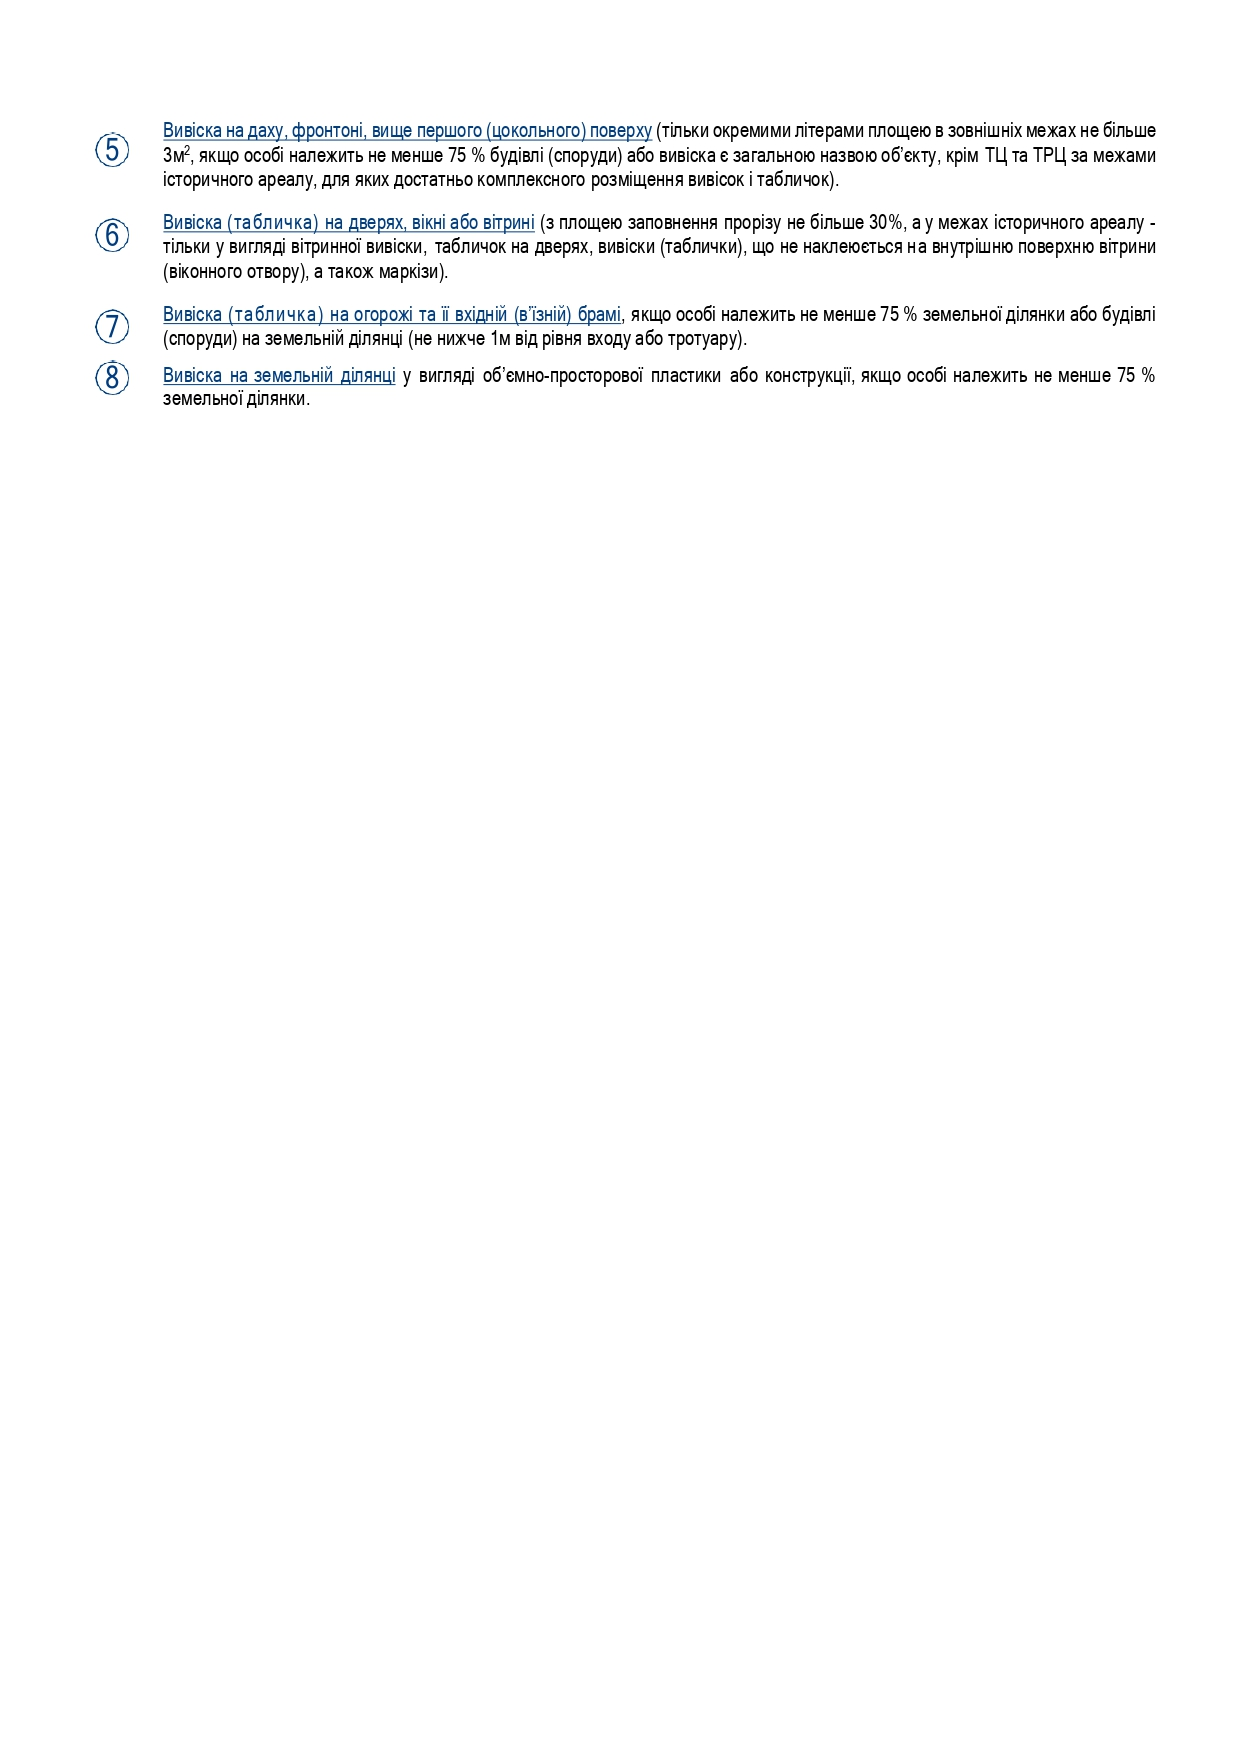 5 Вивіска на даху, фронтоні, вище першого (цокольного) поверху (тільки окремими літерами площею в зовнішніх межах не більше
3м², якщо особі належить не менше 75 % будівлі (споруди) або вивіска є загальною назвою об’єкту, крім ТЦ та ТРЦ за межами
історичного ареалу, для яких достатньо комплексного розміщення вивісок і табличок).
6 Вивіска (табличка) на дверях, вікні або вітрині (з площею заповнення прорізу не більше 30%, а у межах історичного ареалу -
тільки у вигляді вітринної вивіски, табличок на дверях, вивіски (таблички), що не наклеюється на внутрішню поверхню вітрини
(віконного отвору), а також маркізи).
7 Вивіска (табличка) на огорожі та її вхідній (в’їзній) брамі, якщо особі належить не менше 75 % земельної ділянки або будівлі
(споруди) на земельній ділянці (не нижче 1м від рівня входу або тротуару).
8 Вивіска на земельній ділянці у вигляді об’ємно-просторової пластики або конструкції, якщо особі належить не менше 75 %
земельної ділянки.